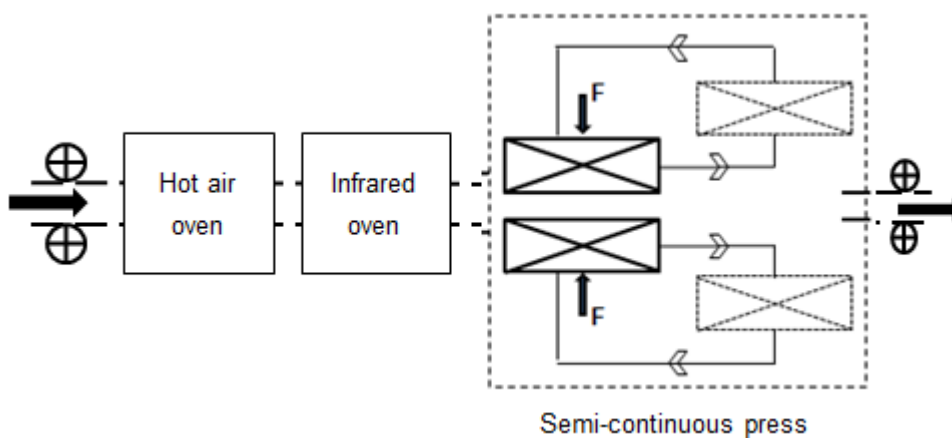 Hot air
oven
Infrared
oven
F
F
Semi-continuous press